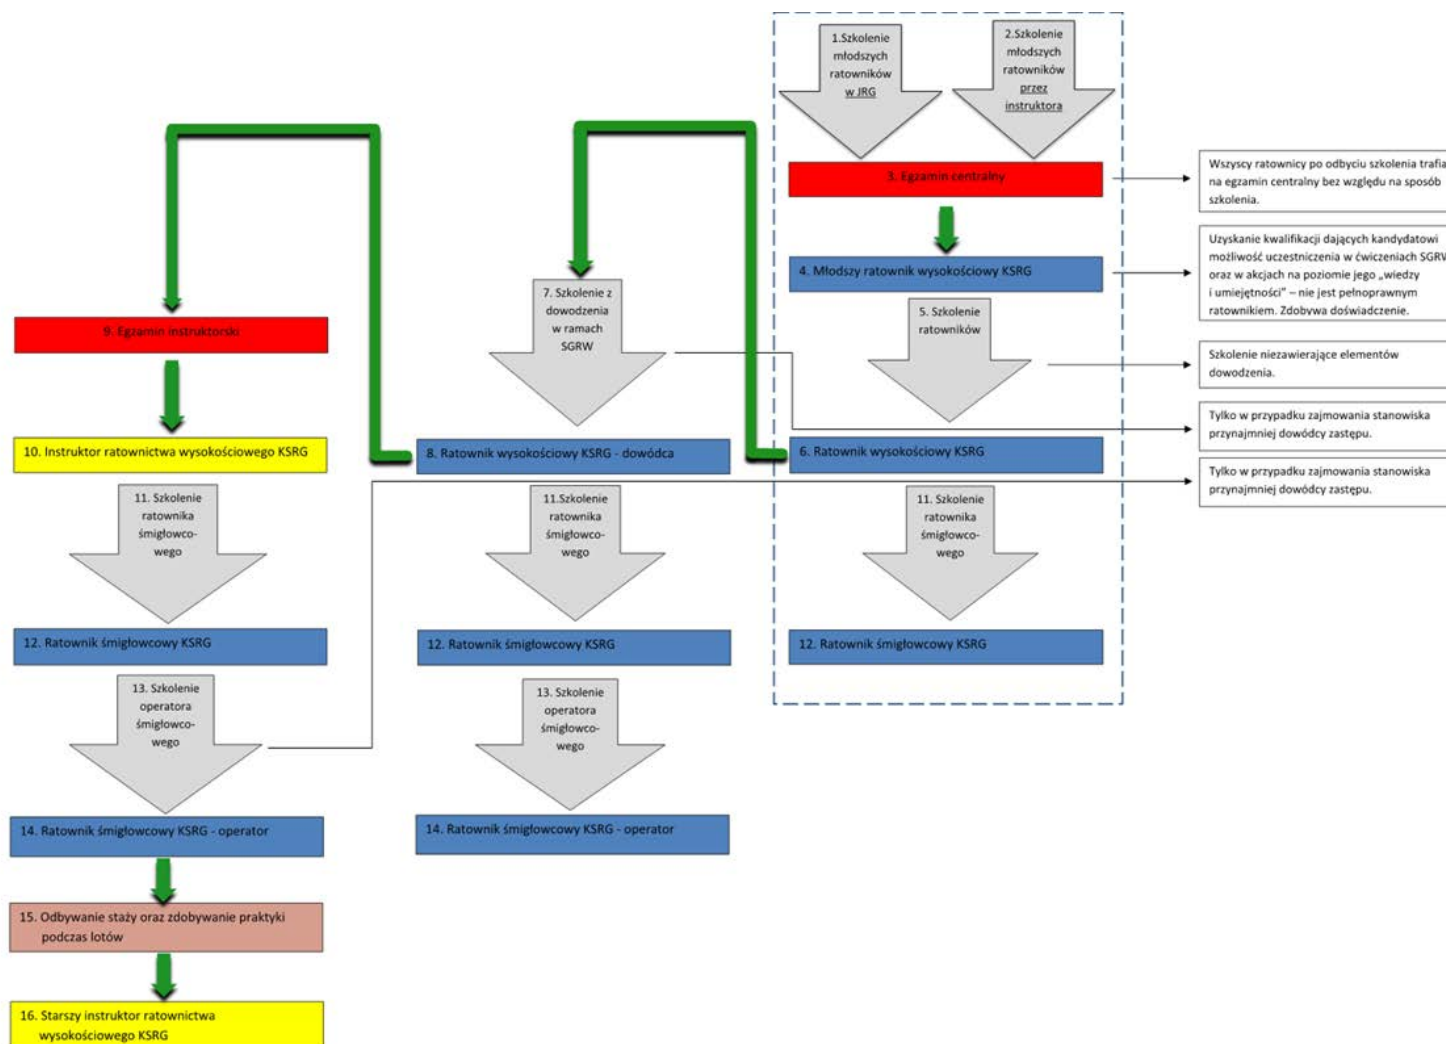 1.Szkolenie
młodszych
ratowników
w JRG
2.Szkolenie
młodszych
ratowników
przez
instruktora
3. Egzamin centralny
Wszyscy ratownicy po odbyciu szkolenia trafia
na egzamin centralny bez względu na sposób
szkolenia.
4. Młodszy ratownik wysokościowy KSRG
Uzyskanie kwalifikacji dających kandydatowi
możliwość uczestniczenia w ćwiczeniach SGRW
oraz w akcjach na poziomie jego „wiedzy
i umiejętności” – nie jest pełnoprawnym
ratownikiem. Zdobywa doświadczenie.
5. Szkolenie
ratowników
Szkolenie niezawierające elementów
dowodzenia.
6. Ratownik wysokościowy KSRG
Tylko w przypadku zajmowania stanowiska
przynajmniej dowódcy zastępu.
Tylko w przypadku zajmowania stanowiska
przynajmniej dowódcy zastępu.
11. Szkolenie
ratownika
śmigłowco-
wego
12. Ratownik śmigłowcowy KSRG
7. Szkolenie z
dowodzenia
w ramach
SGRW
8. Ratownik wysokościowy KSRG - dowódca
11.Szkolenie
ratownika
śmigłowco-
wego
12. Ratownik śmigłowcowy KSRG
13. Szkolenie
operatora
śmigłowco-
wego
14. Ratownik śmigłowcowy KSRG - operator
9. Egzamin instruktorski
10. Instruktor ratownictwa wysokościowego KSRG
11. Szkolenie
ratownika
śmigłowco-
wego
12. Ratownik śmigłowcowy KSRG
13. Szkolenie
operatora
śmigłowco-
wego
14. Ratownik śmigłowcowy KSRG - operator
15. Odbywanie staży oraz zdobywanie praktyki
podczas lotów
16. Starszy instruktor ratownictwa
wysokościowego KSRG